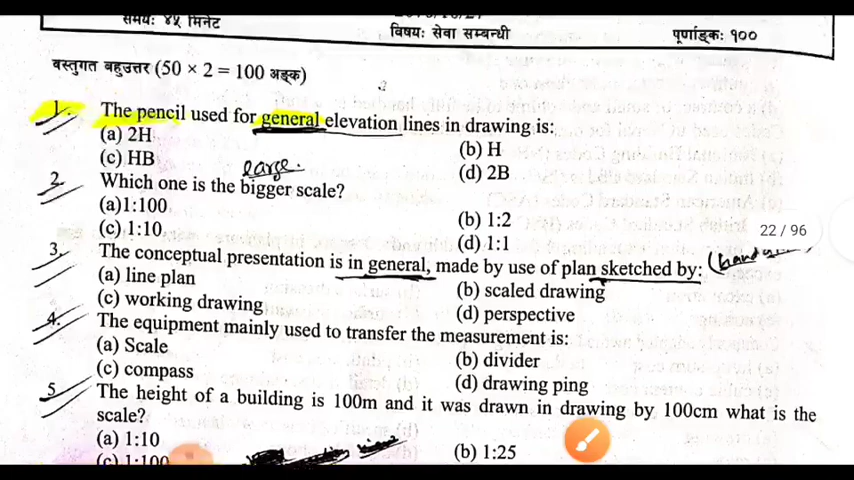 समयः ४५ मिनेट
विषयः सेवा सम्बन्धी
पूर्णाङ्कः १००
वस्तुगत बहुउत्तर (50 × 2 = 100 अङ्क)
1. The pencil used for general elevation lines in drawing is:
(a) 2H
(b) H
(c) HB
(d) 2B
large.
2. Which one is the bigger scale?
(a)1:100
(b) 1:2
(c) 1:10
(d) 1:1
22 / 96
3. The conceptual presentation is in general, made by use of plan sketched by:
(a) line plan
(b) scaled drawing
(c) working drawing
(d) perspective
4. The equipment mainly used to transfer the measurement is:
(a) Scale
(b) divider
(c) compass
(d) drawing ping
5. The height of a building is 100m and it was drawn in drawing by 100cm what is the
scale?
(a) 1:10
(b) 1:25
(c) 1:100